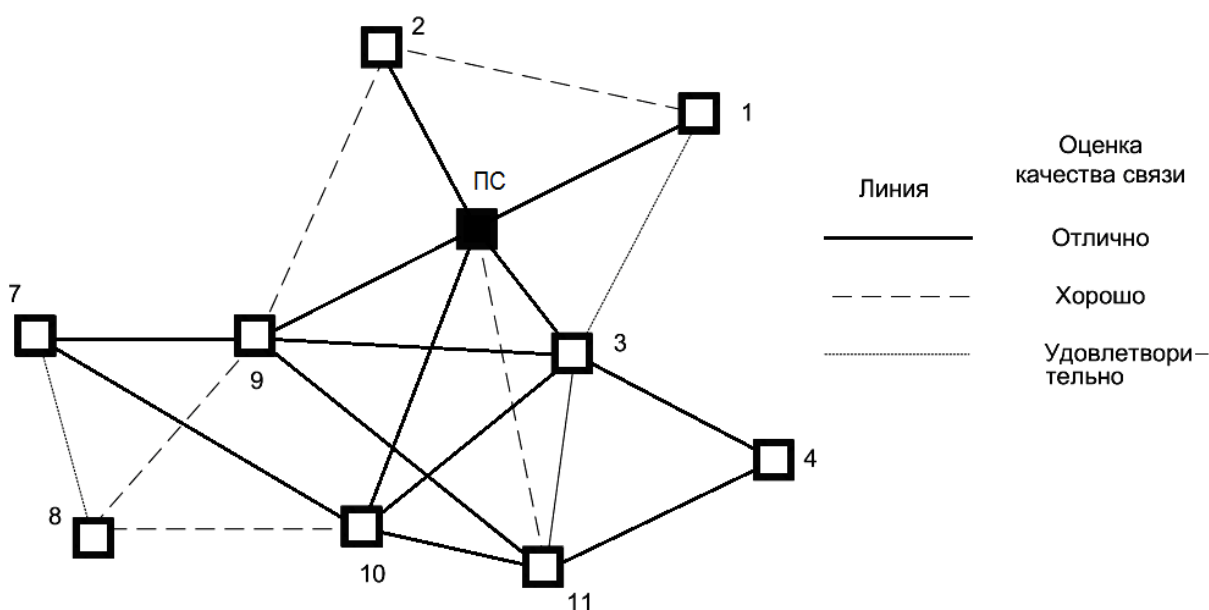 2
1
Оценка
качества связи
ПС
Линия
Отлично
7
Хорошо
3
Удовлетвори–
тельно
9
4
8
10
11